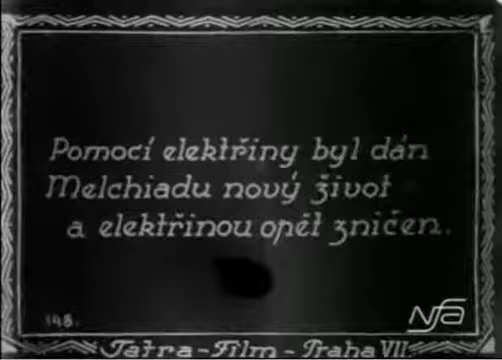 Pomocí elektřiny byl dán
Melchiadu nový život
a elektřinou opět zničen.
148.
Nfa
Tatra-Film - Praha VII